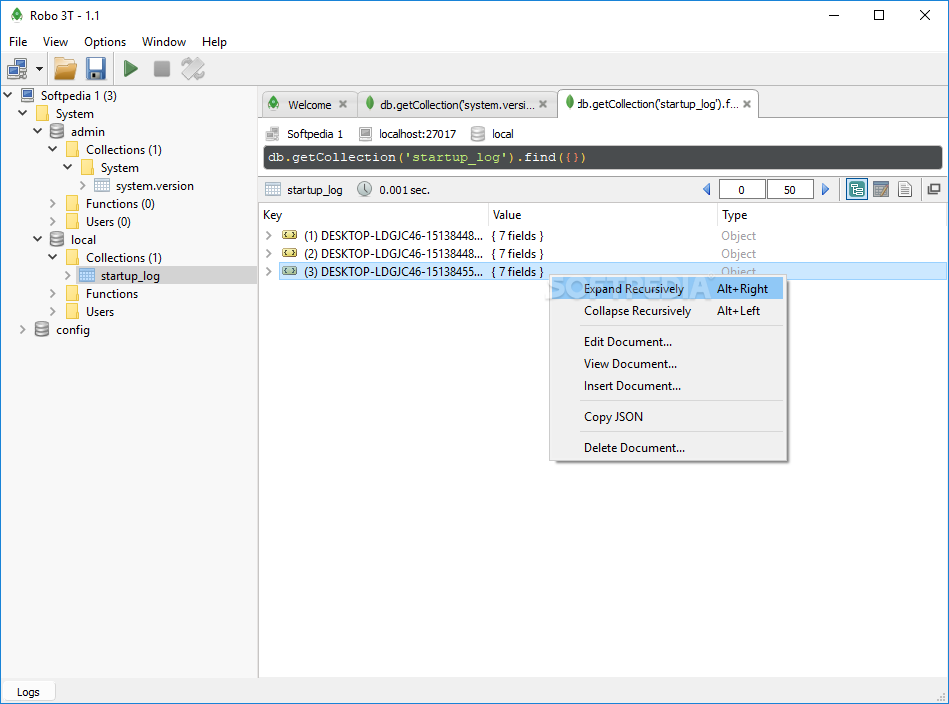 Robo 3T - 1.1
File View Options Window Help
Softpedia 1 (3)
System
admin
Collections (1)
System
system.version
Functions (0)
Users (0)
local
Collections (1)
startup_log
Functions
Users
config
Welcome db.getCollection('system.versi... db.getCollection('startup_log').f...
Softpedia 1 localhost:27017 local
db.getCollection('startup_log').find({})
startup_log 0.001 sec. 0 50
Key Value Type
(1) DESKTOP-LDGJC46-15138448... { 7 fields } Object
(2) DESKTOP-LDGJC46-15138448... { 7 fields } Object
(3) DESKTOP-LDGJC46-15138455... { 7 fields } Object
SOFTPEDIA
Expand Recursively Alt+Right
Collapse Recursively Alt+Left
Edit Document...
View Document...
Insert Document...
Copy JSON
Delete Document...
Logs